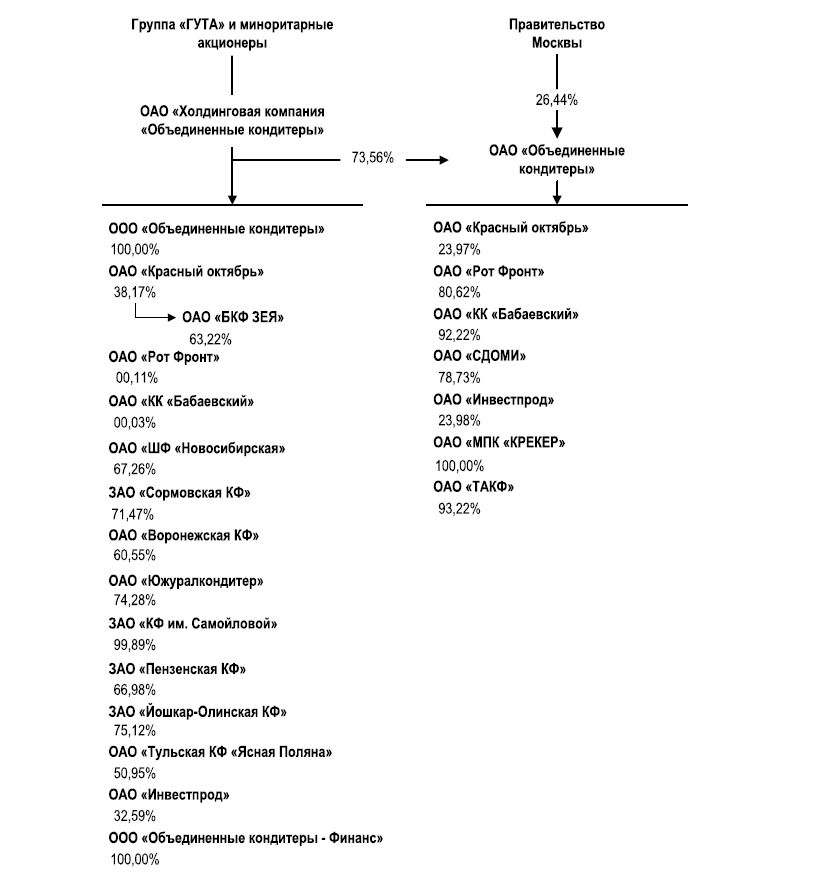 Группа «ГУТА» и миноритарные
акционеры
ОАО «Холдинговая компания
«Объединенные кондитеры»
73,56%
ООО «Объединенные кондитеры»
100,00%
ОАО «Красный октябрь»
38,17%
ОАО «БКФ ЗЕЯ»
63,22%
ОАО «Рот Фронт»
00,11%
ОАО «КК «Бабаевский»
00,03%
ОАО «ШФ «Новосибирская»
67,26%
ЗАО «Сормовская КФ»
71,47%
ОАО «Воронежская КФ»
60,55%
ОАО «Южуралкондитер»
74,28%
ЗАО «КФ им. Самойловой»
99,89%
ЗАО «Пензенская КФ»
66,98%
ЗАО «Йошкар-Олинская КФ»
75,12%
ОАО «Тульская КФ «Ясная Поляна»
50,95%
ОАО «Инвестпрод»
32,59%
ООО «Объединенные кондитеры - Финанс»
100,00%
Правительство
Москвы
26,44%
ОАО «Объединенные
кондитеры»
ОАО «Красный октябрь»
23,97%
ОАО «Рот Фронт»
80,62%
ОАО «КК «Бабаевский»
92,22%
ОАО «СДОМИ»
78,73%
ОАО «Инвестпрод»
23,98%
ОАО «МПК «КРЕКЕР»
100,00%
ОАО «ТАКФ»
93,22%